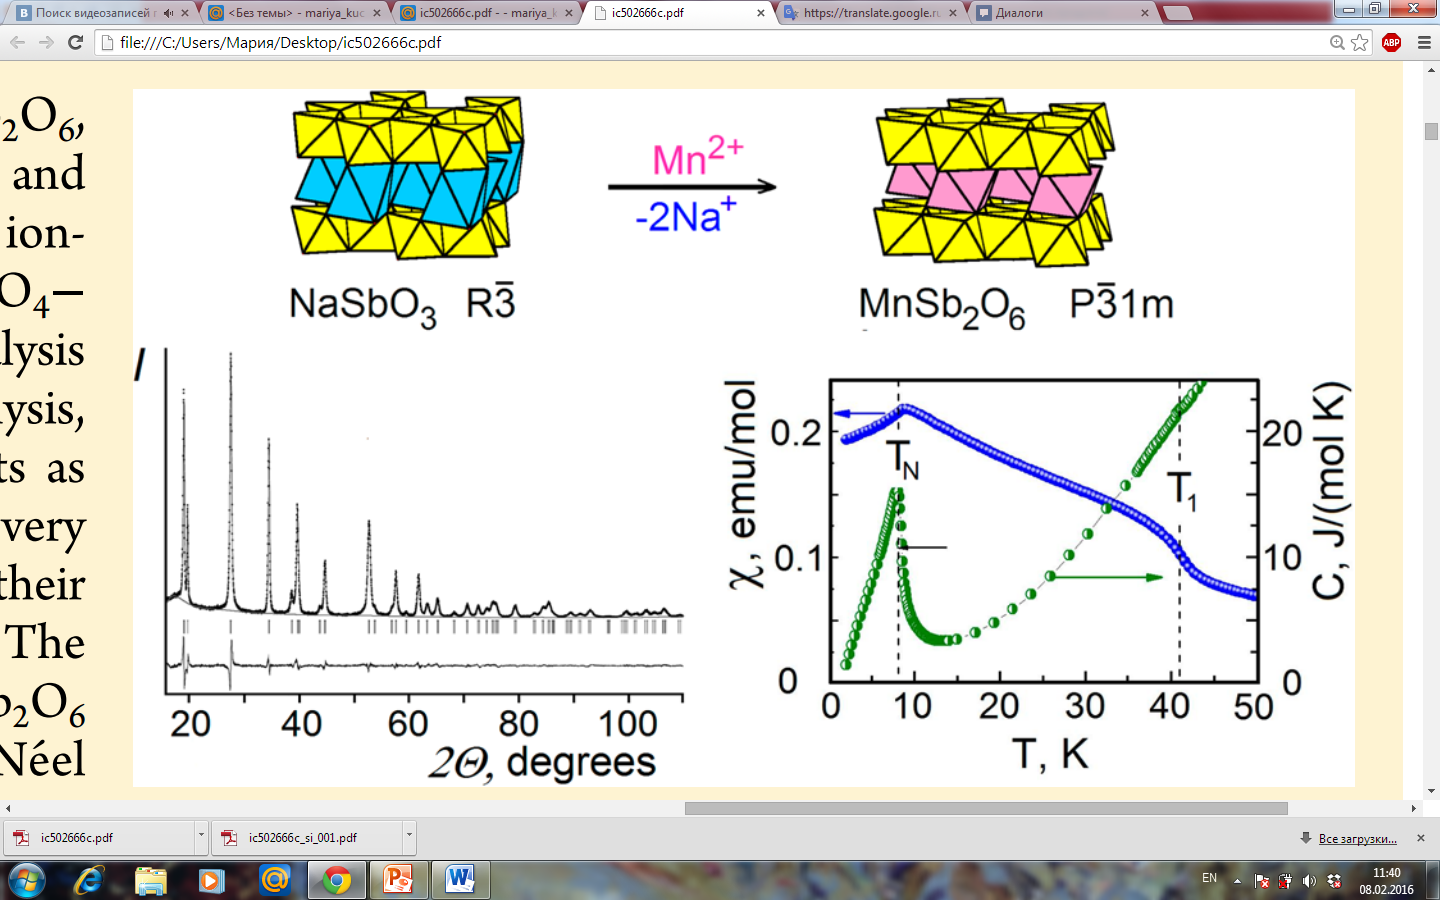 Поиск видеозаписей
<Без темы> - mariya_kuc
ic502666c.pdf - - mariya_k
ic502666c.pdf
https://translate.google.ru
Диалоги
file:///C:/Users/Мария/Desktop/ic502666c.pdf
ABP
₂O₆,
and
ion-
O₄–
alysis
lysis,
ts as
very
their
The
₂O₆
Néel
Mn²⁺
-2Na⁺
NaSbO₃ R3̅
MnSb₂O₆ P3̅1m
I
20 40 60 80 100
2Θ, degrees
χ, emu/mol
0.2
0.1
0
T_N
T₁
20
10
0
C, J/(mol K)
0 10 20 30 40 50
T, K
ic502666c.pdf
ic502666c_si_001.pdf
Все загрузки...
EN
11:40
08.02.2016